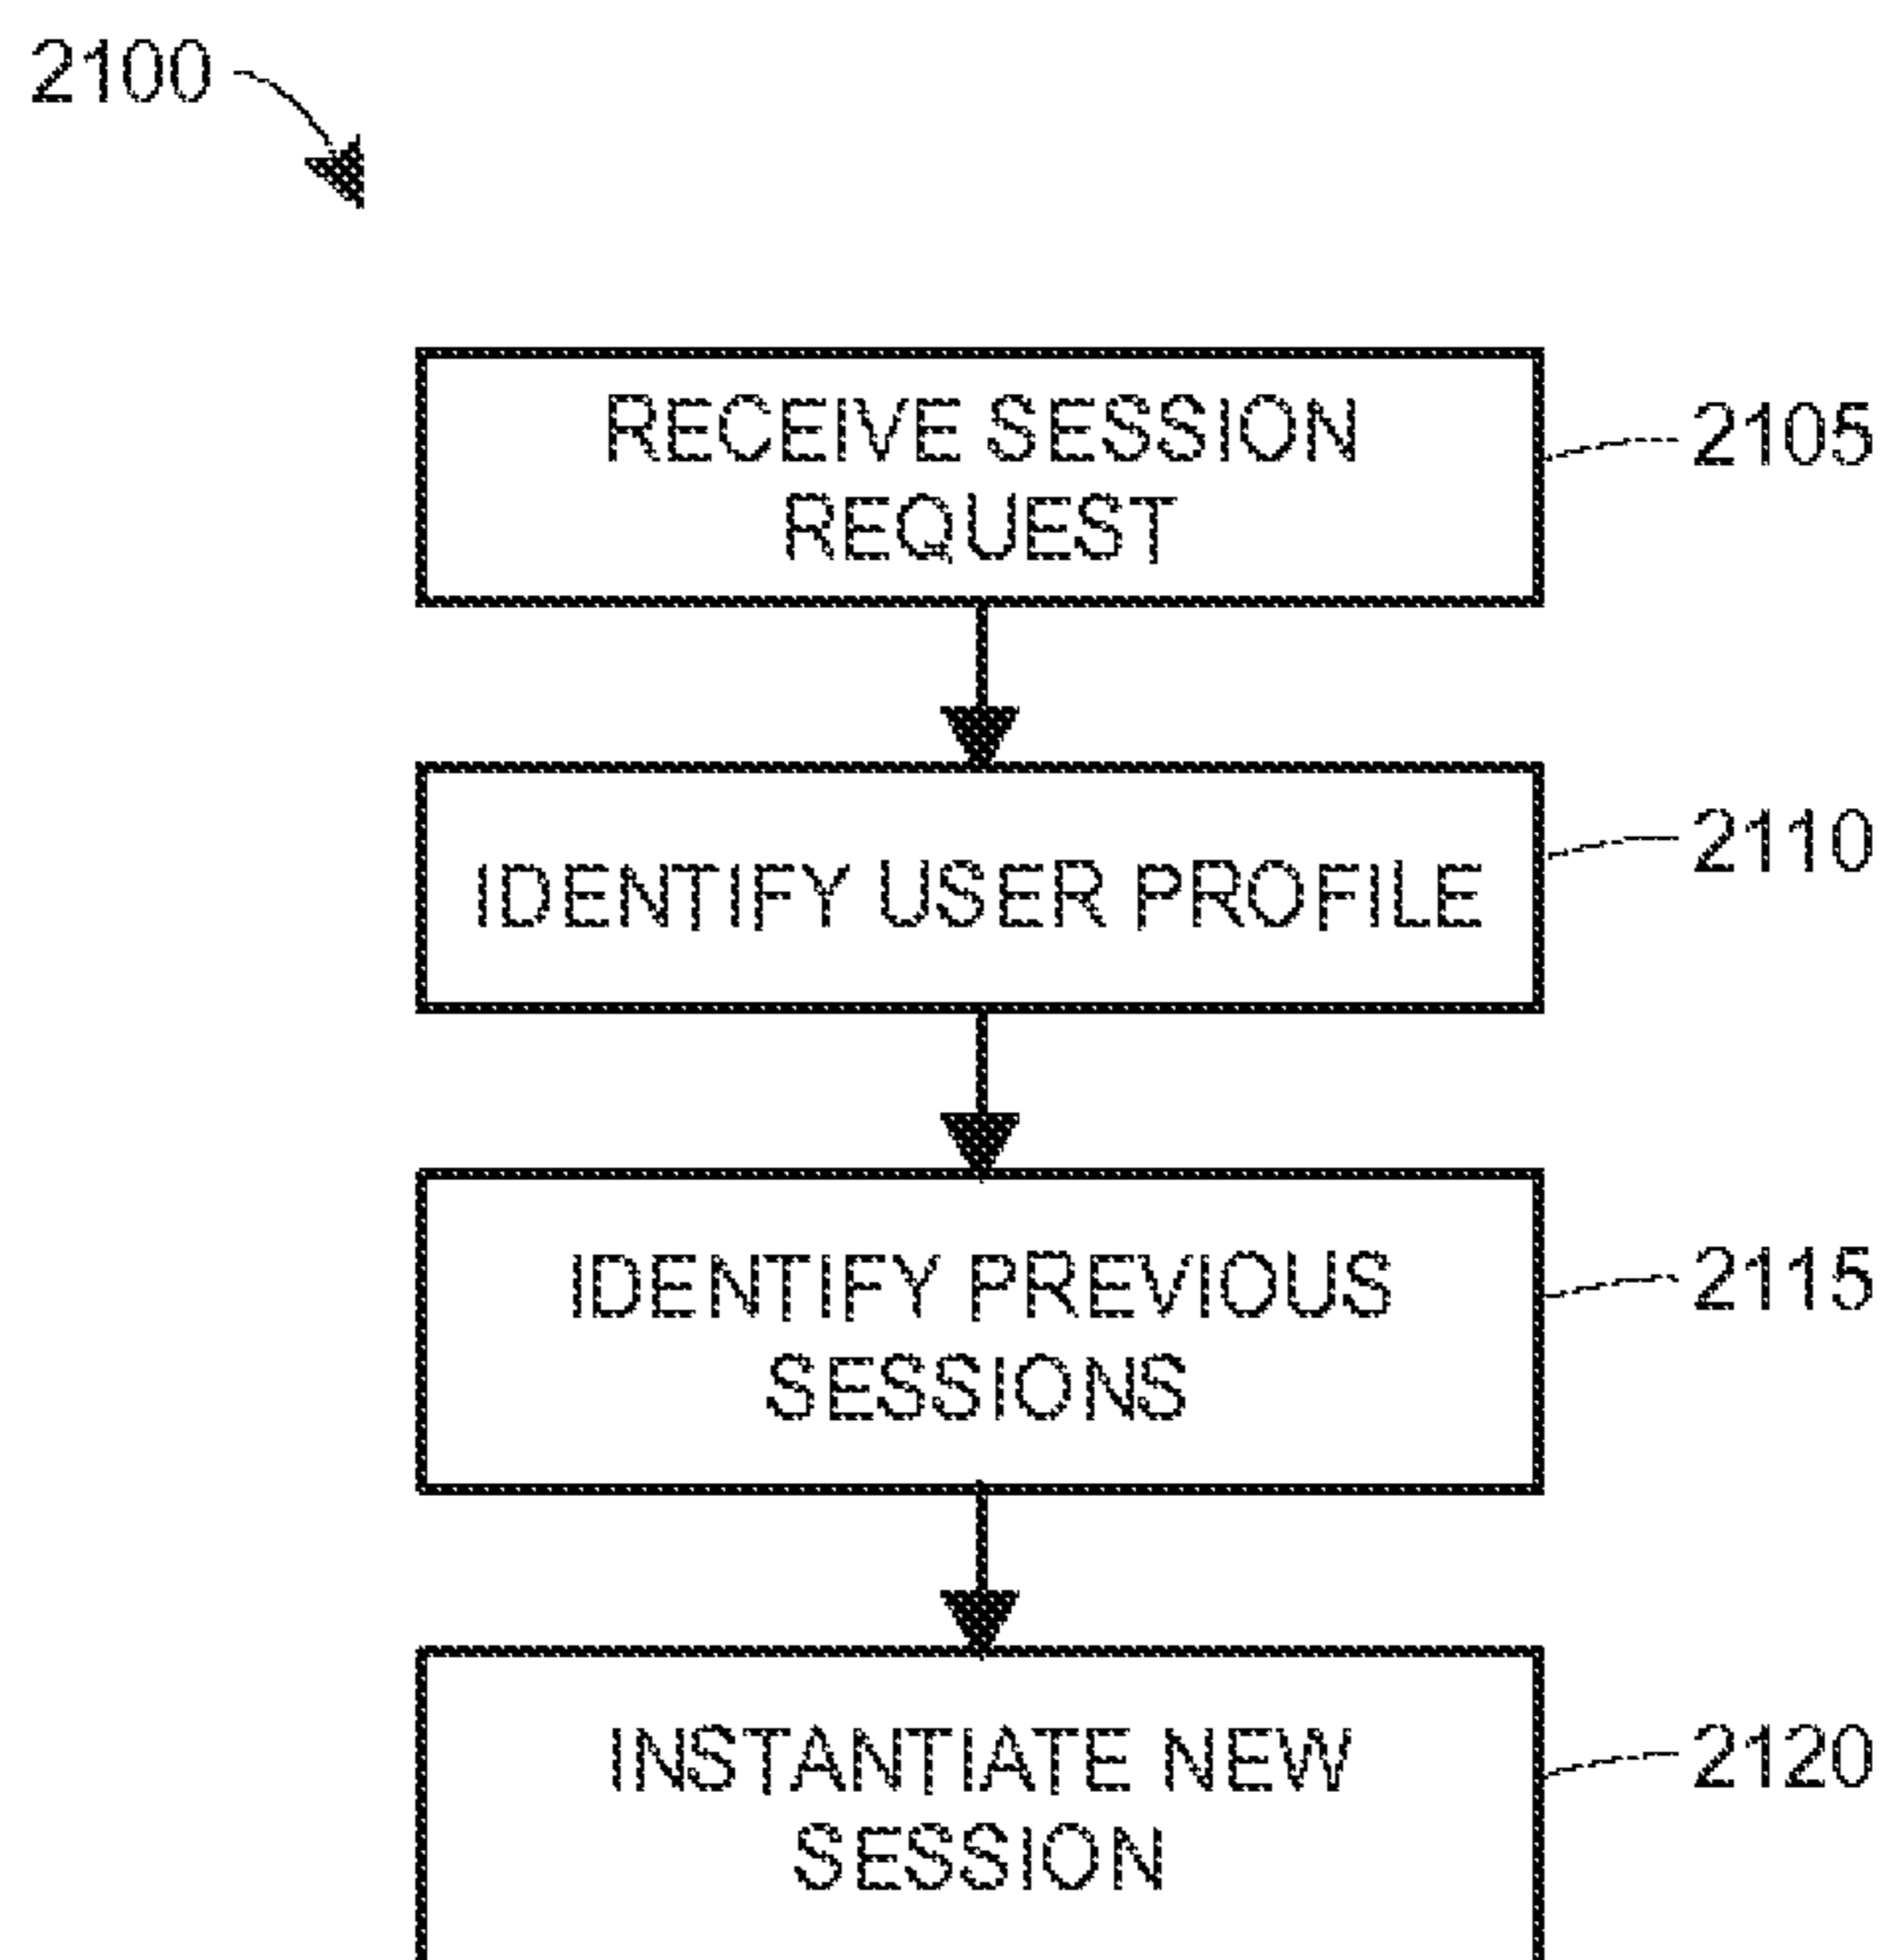 2100
RECEIVE SESSION
REQUEST
2105
IDENTIFY USER PROFILE
2110
IDENTIFY PREVIOUS
SESSIONS
2115
INSTANTIATE NEW
SESSION
2120